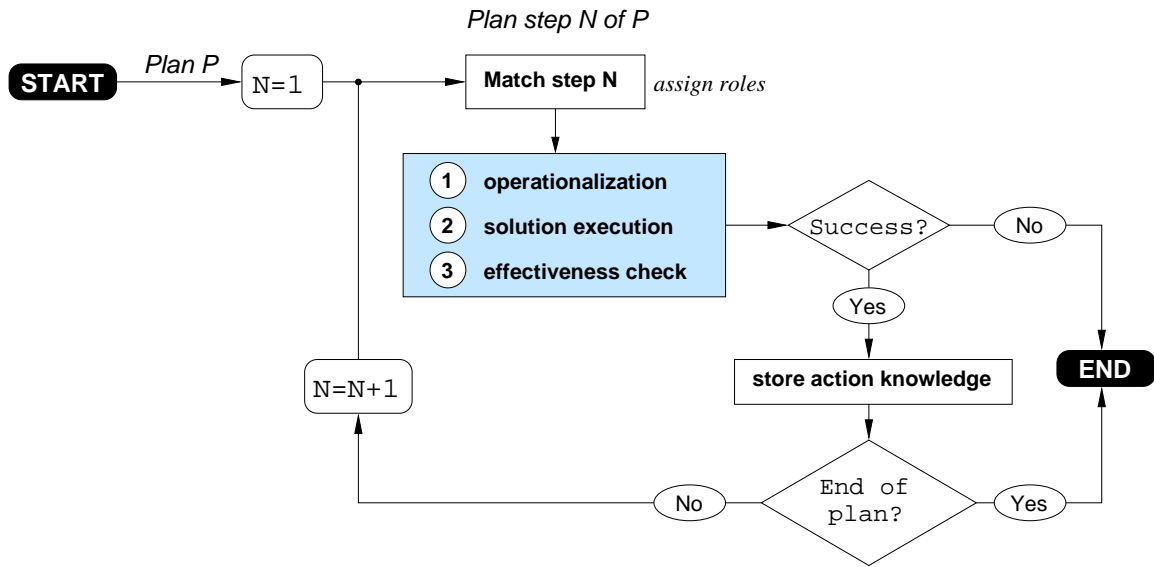 Plan step N of P
START
Plan P
N=1
Match step N
assign roles
1 operationalization
2 solution execution
3 effectiveness check
Success?
No
Yes
store action knowledge
END
N=N+1
End of
plan?
No
Yes